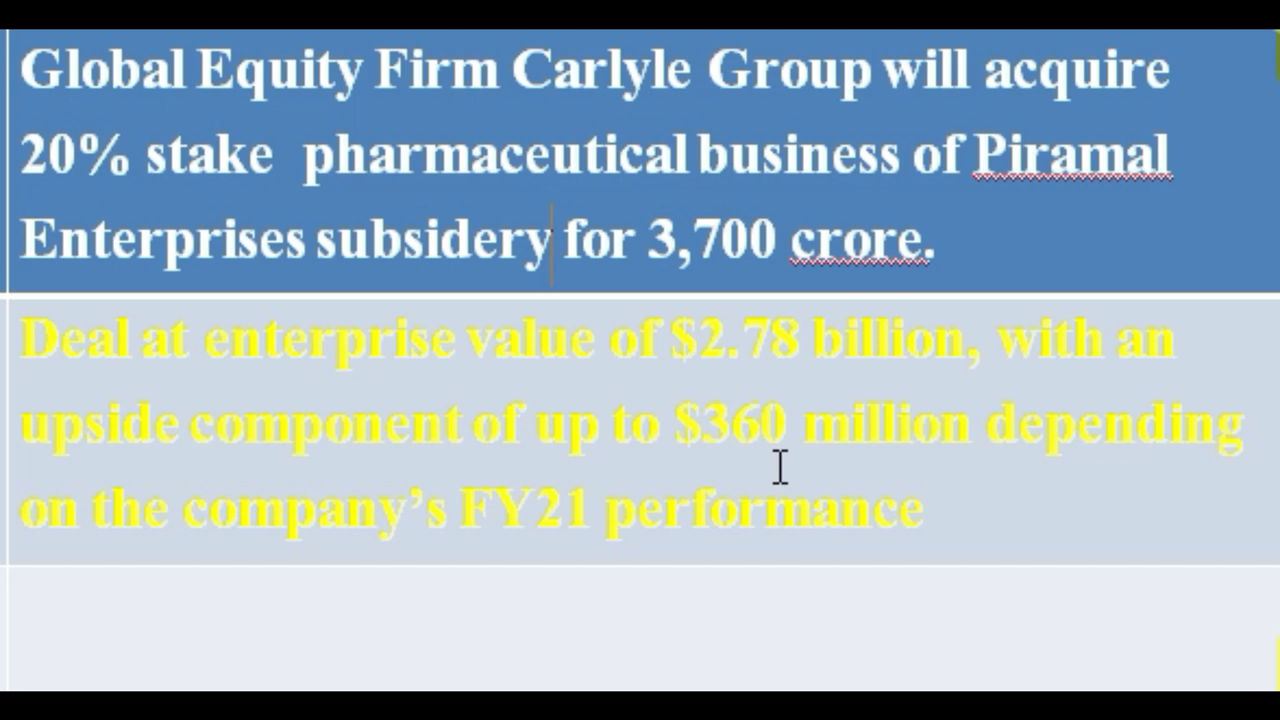 Global Equity Firm Carlyle Group will acquire
20% stake pharmaceutical business of Piramal
Enterprises subsidery for 3,700 crore.
Deal at enterprise value of $2.78 billion, with an
upside component of up to $360 million depending
on the company’s FY21 performance